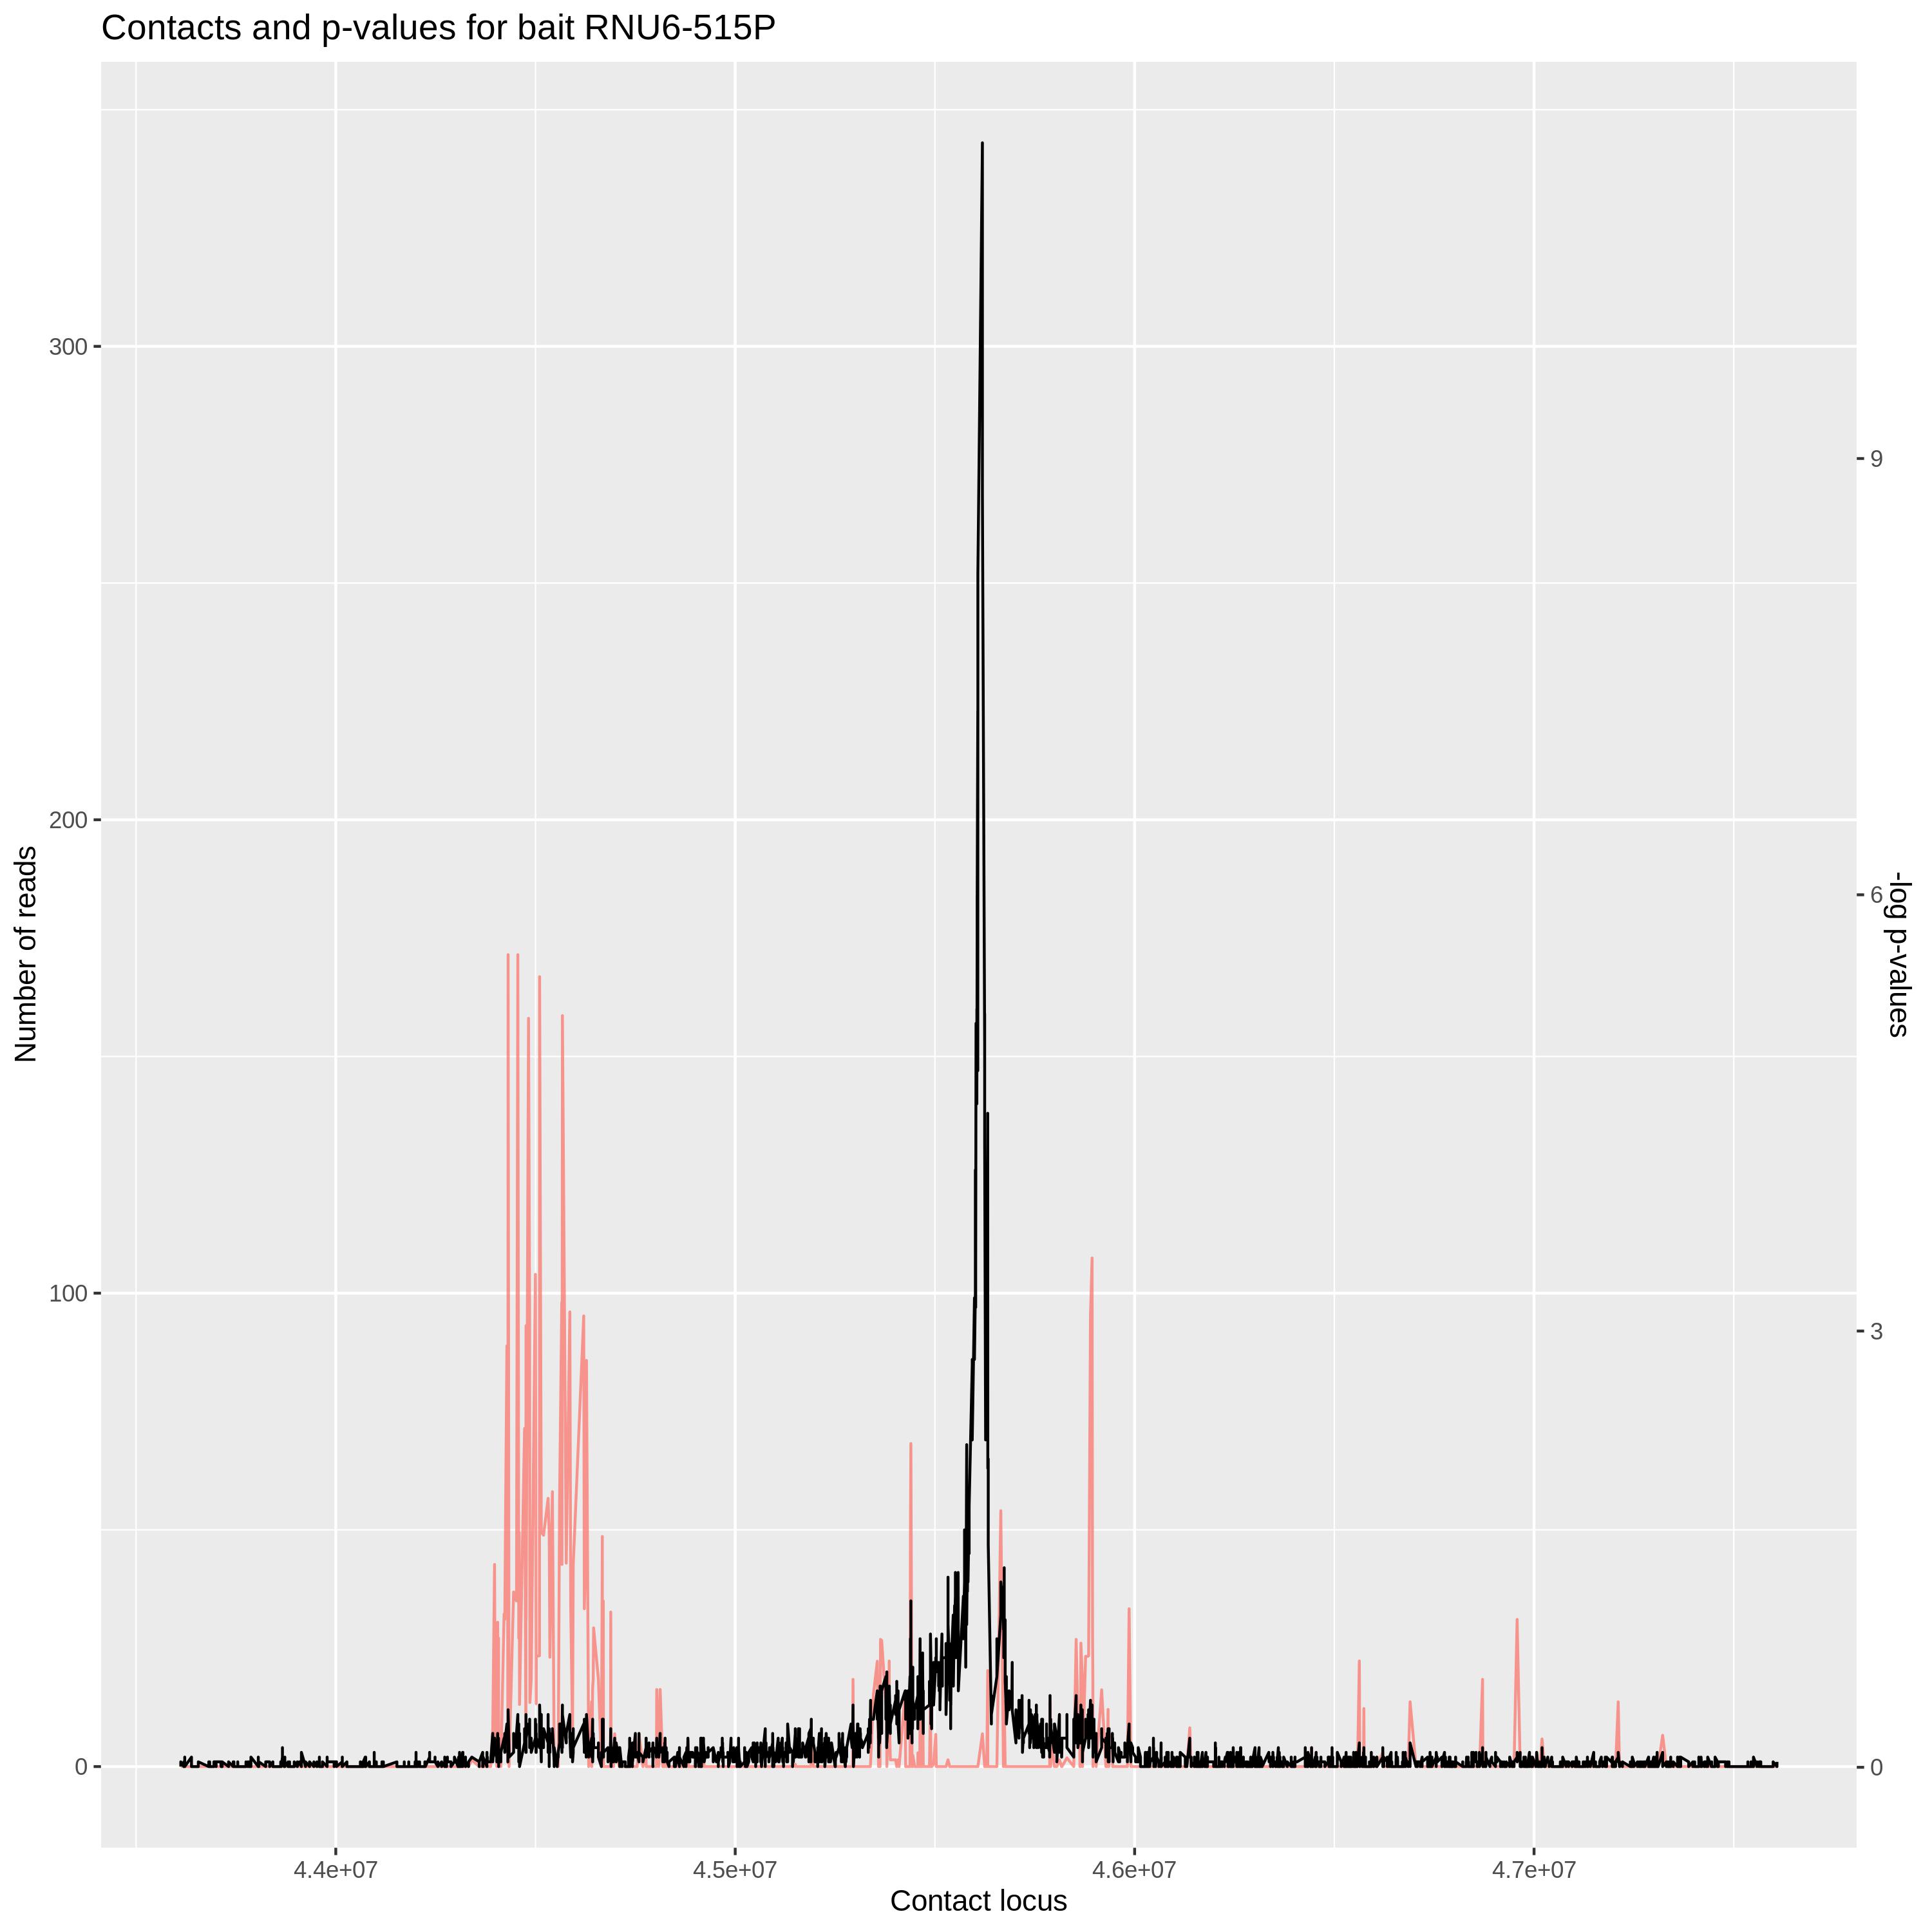 Contacts and p-values for bait RNU6-515P
300
200
100
0
9
6
3
0
Number of reads
-log p-values
4.4e+07
4.5e+07
4.6e+07
4.7e+07
Contact locus